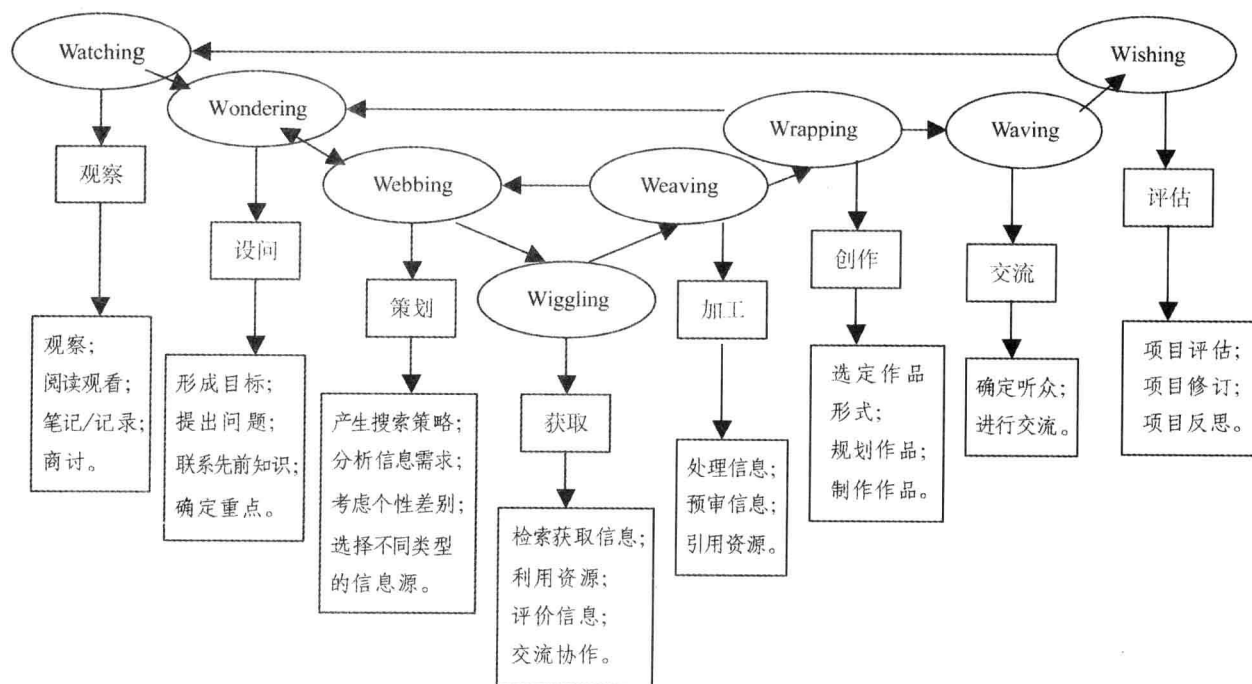 Watching
Wishing
Wondering
Wrapping
Waving
Webbing
Weaving
Wiggling
观察
设问
策划
获取
加工
创作
交流
评估
观察;
阅读观看;
笔记/记录;
商讨。
形成目标;
提出问题;
联系先前知识;
确定重点。
产生搜索策略;
分析信息需求;
考虑个性差别;
选择不同类型
的信息源。
检索获取信息;
利用资源;
评价信息;
交流协作。
处理信息;
预审信息;
引用资源。
选定作品
形式;
规划作品;
制作作品。
确定听众;
进行交流。
项目评估;
项目修订;
项目反思。